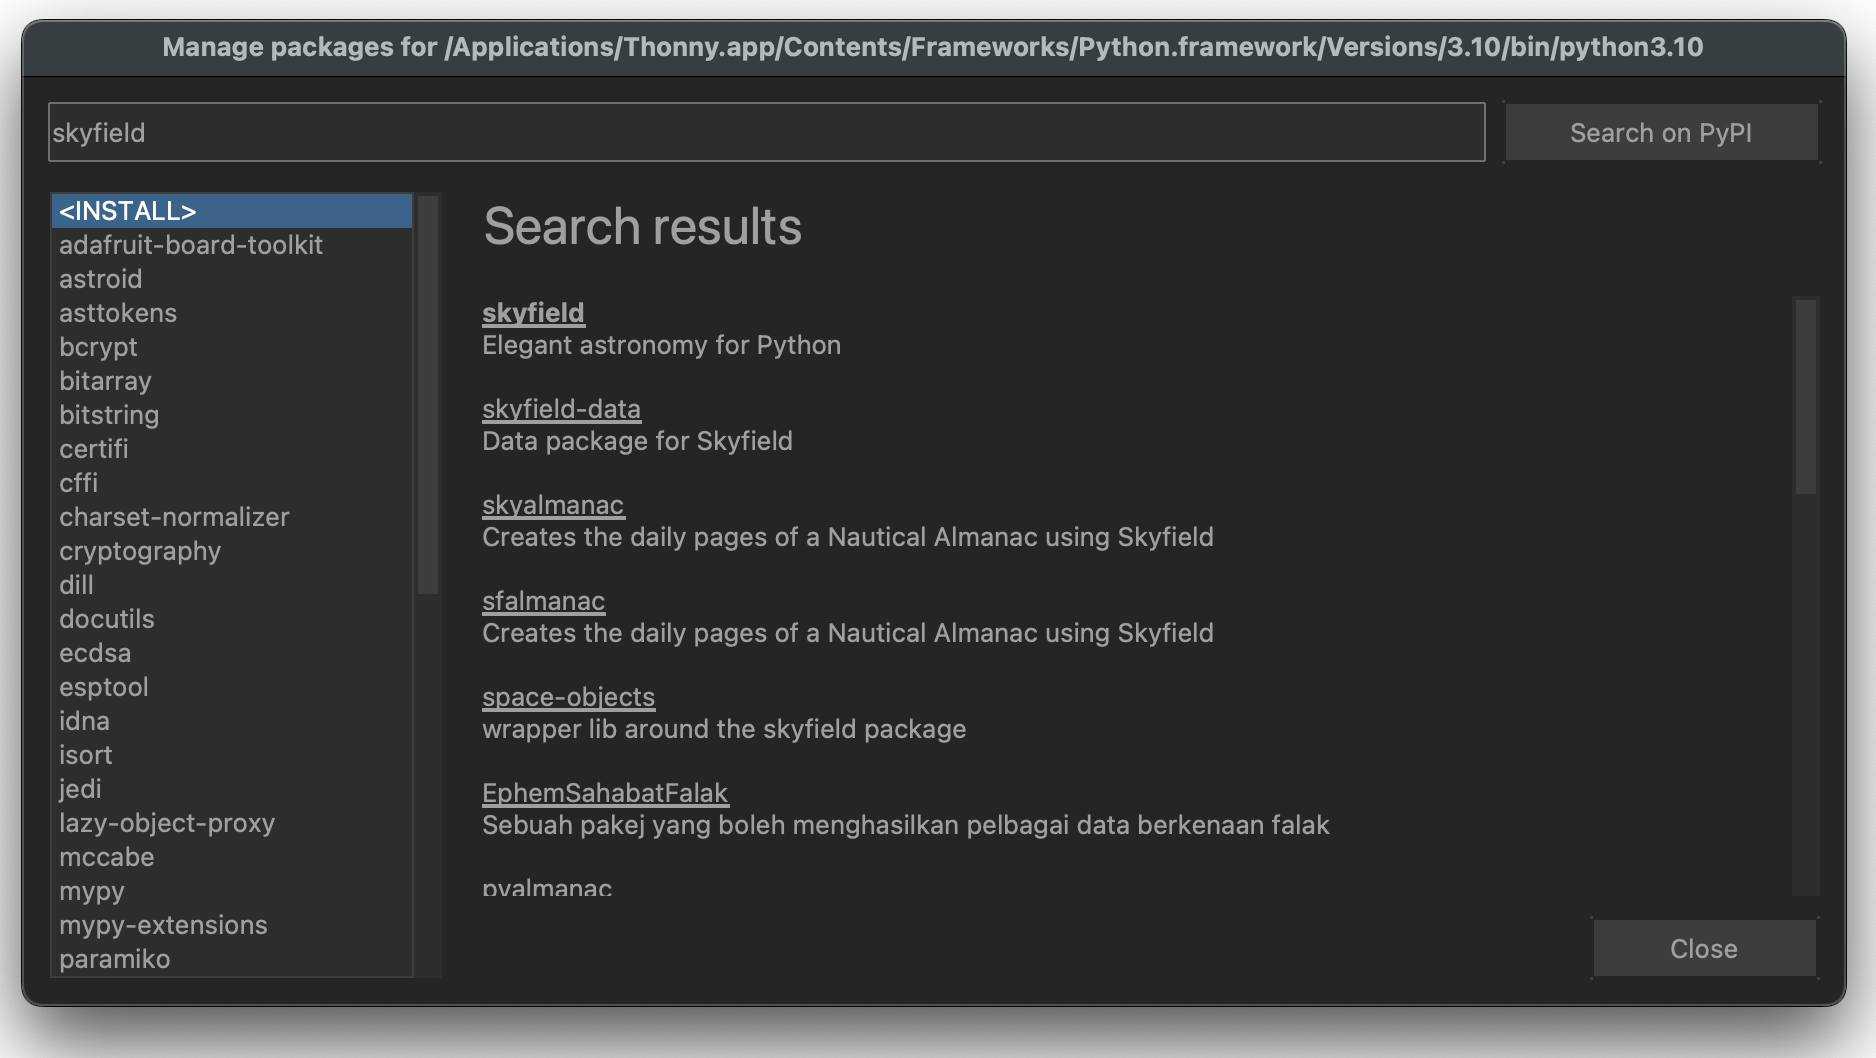 Manage packages for /Applications/Thonny.app/Contents/Frameworks/Python.framework/Versions/3.10/bin/python3.10
skyfield
Search on PyPI
<INSTALL>
adafruit-board-toolkit
astroid
asttokens
bcrypt
bitarray
bitstring
certifi
cffi
charset-normalizer
cryptography
dill
docutils
ecdsa
esptool
idna
isort
jedi
lazy-object-proxy
mccabe
mypy
mypy-extensions
paramiko
Search results
skyfield
Elegant astronomy for Python
skyfield-data
Data package for Skyfield
skyalmanac
Creates the daily pages of a Nautical Almanac using Skyfield
sfalmanac
Creates the daily pages of a Nautical Almanac using Skyfield
space-objects
wrapper lib around the skyfield package
EphemSahabatFalak
Sebuah pakej yang boleh menghasilkan pelbagai data berkenaan falak
pyalmanac
Close